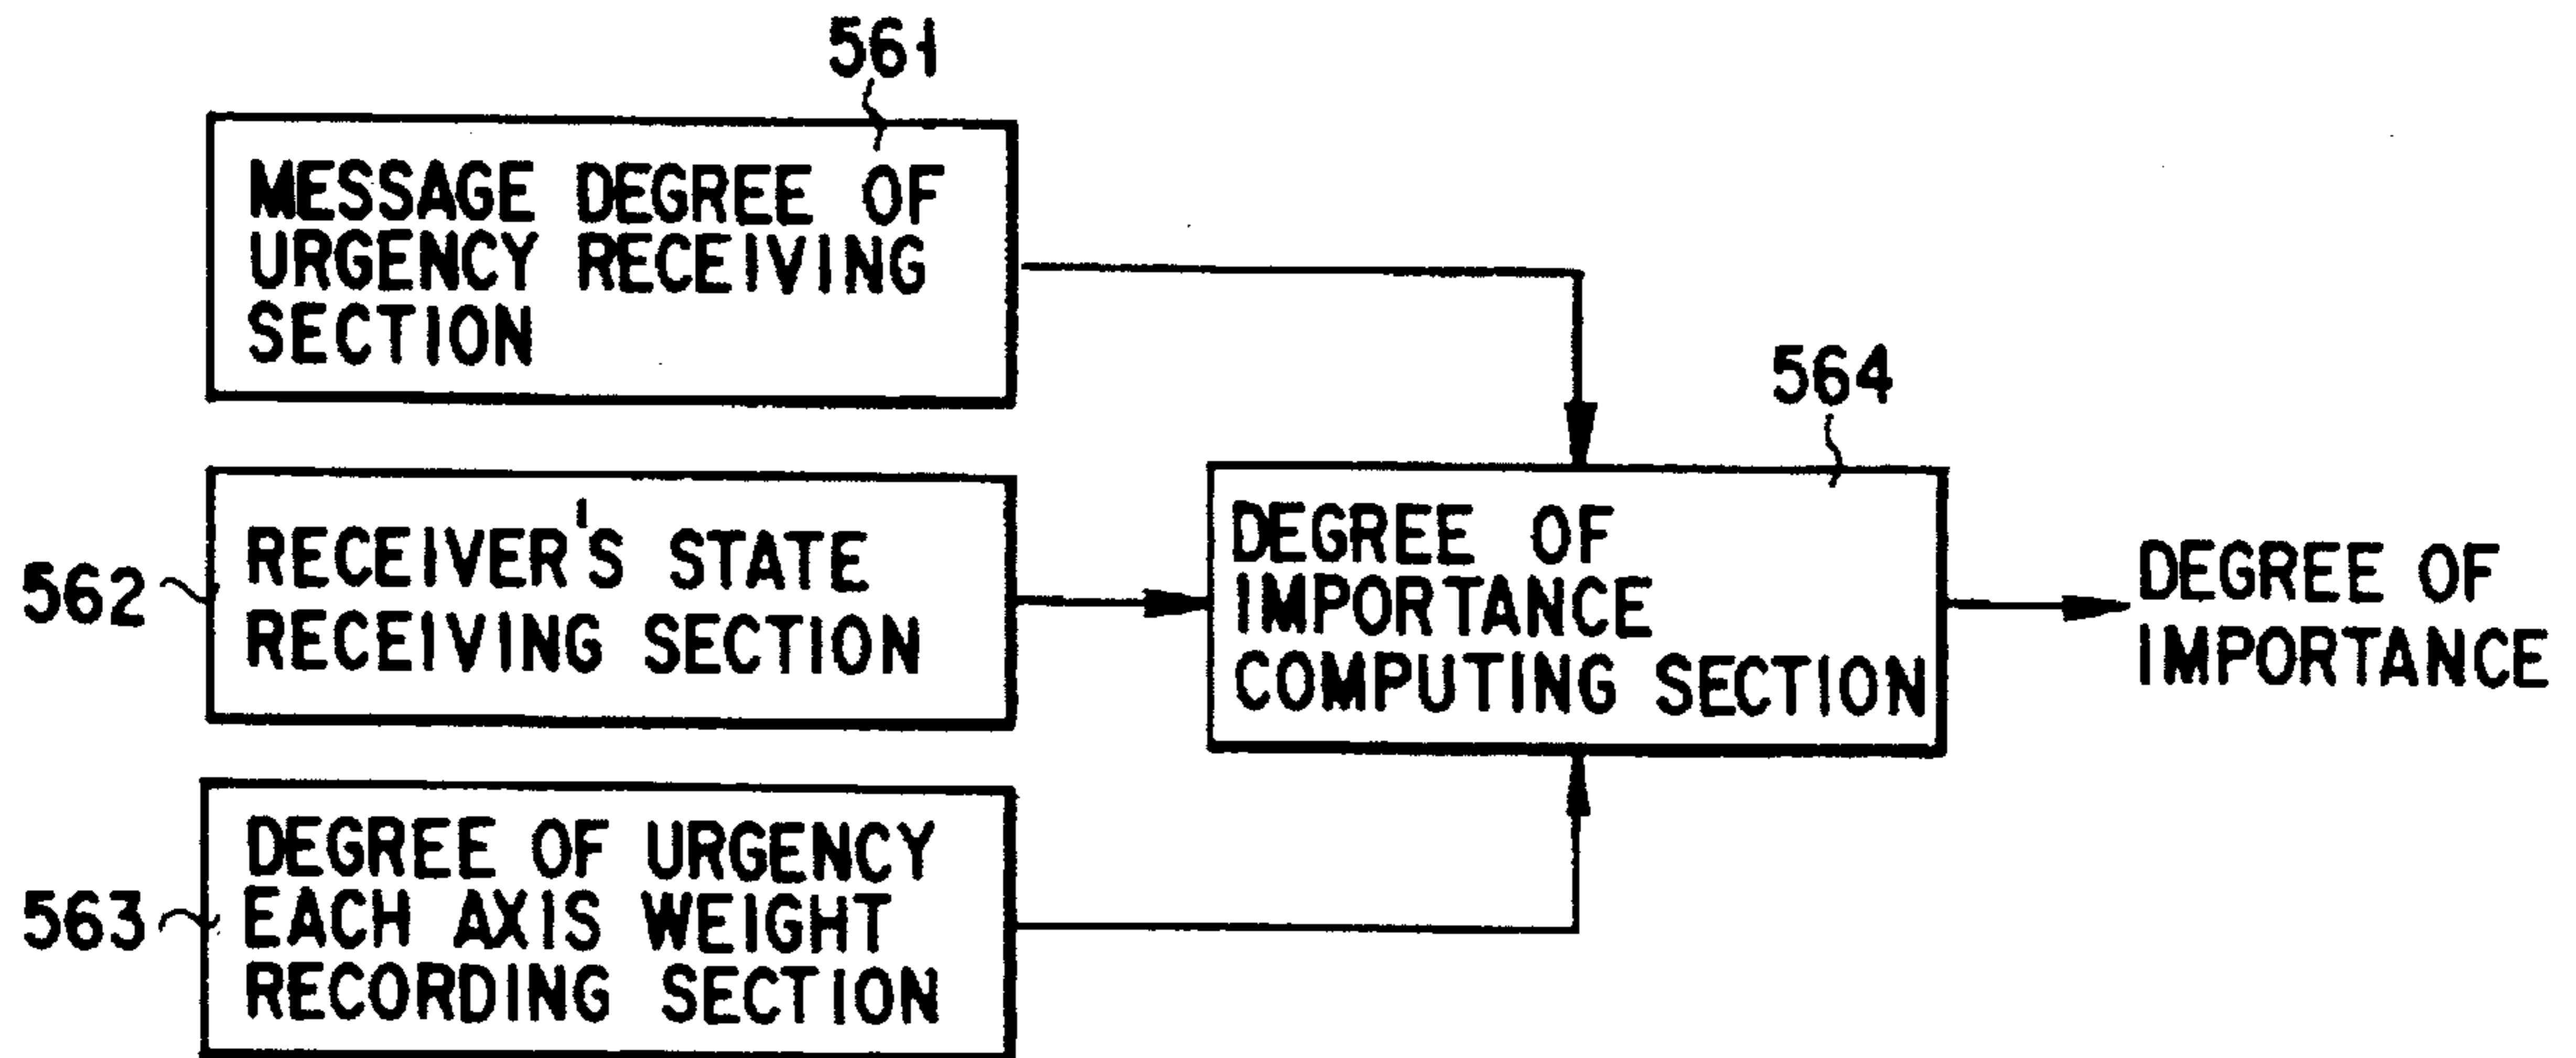 561
MESSAGE DEGREE OF
URGENCY RECEIVING
SECTION
562
RECEIVER'S STATE
RECEIVING SECTION
563
DEGREE OF URGENCY
EACH AXIS WEIGHT
RECORDING SECTION
564
DEGREE OF
IMPORTANCE
COMPUTING SECTION
DEGREE OF
IMPORTANCE